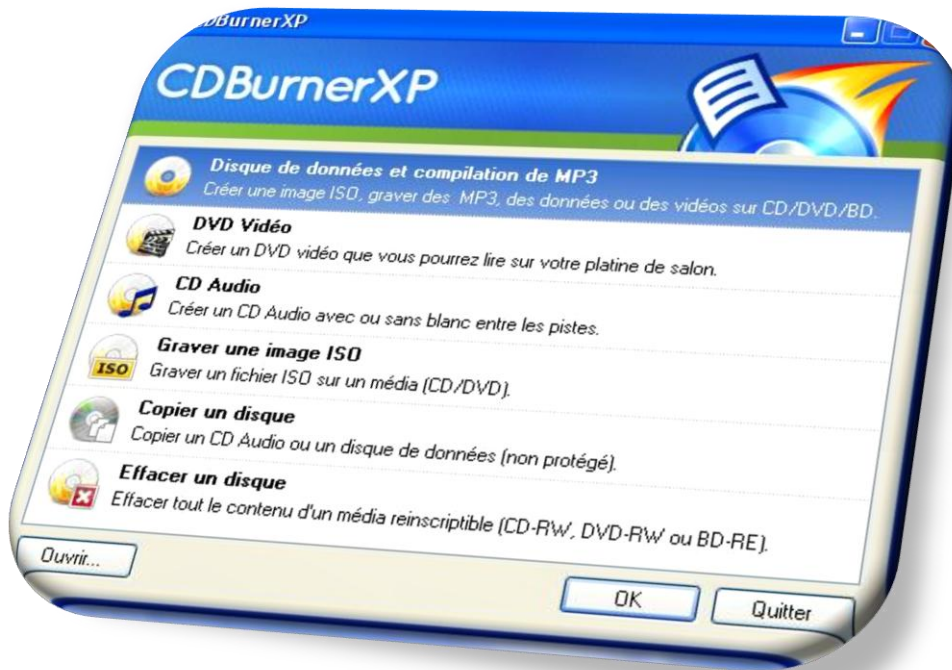 CDBurnerXP
CDBurnerXP
Disque de données et compilation de MP3
Créer une image ISO, graver des MP3, des données ou des vidéos sur CD/DVD/BD.
DVD Vidéo
Créer un DVD vidéo que vous pourrez lire sur votre platine de salon.
CD Audio
Créer un CD Audio avec ou sans blanc entre les pistes.
Graver une image ISO
ISO
Graver un fichier ISO sur un média (CD/DVD).
Copier un disque
Copier un CD Audio ou un disque de données (non protégé).
Effacer un disque
Effacer tout le contenu d'un média reinscriptible (CD-RW, DVD-RW ou BD-RE).
Ouvrir...
OK
Quitter